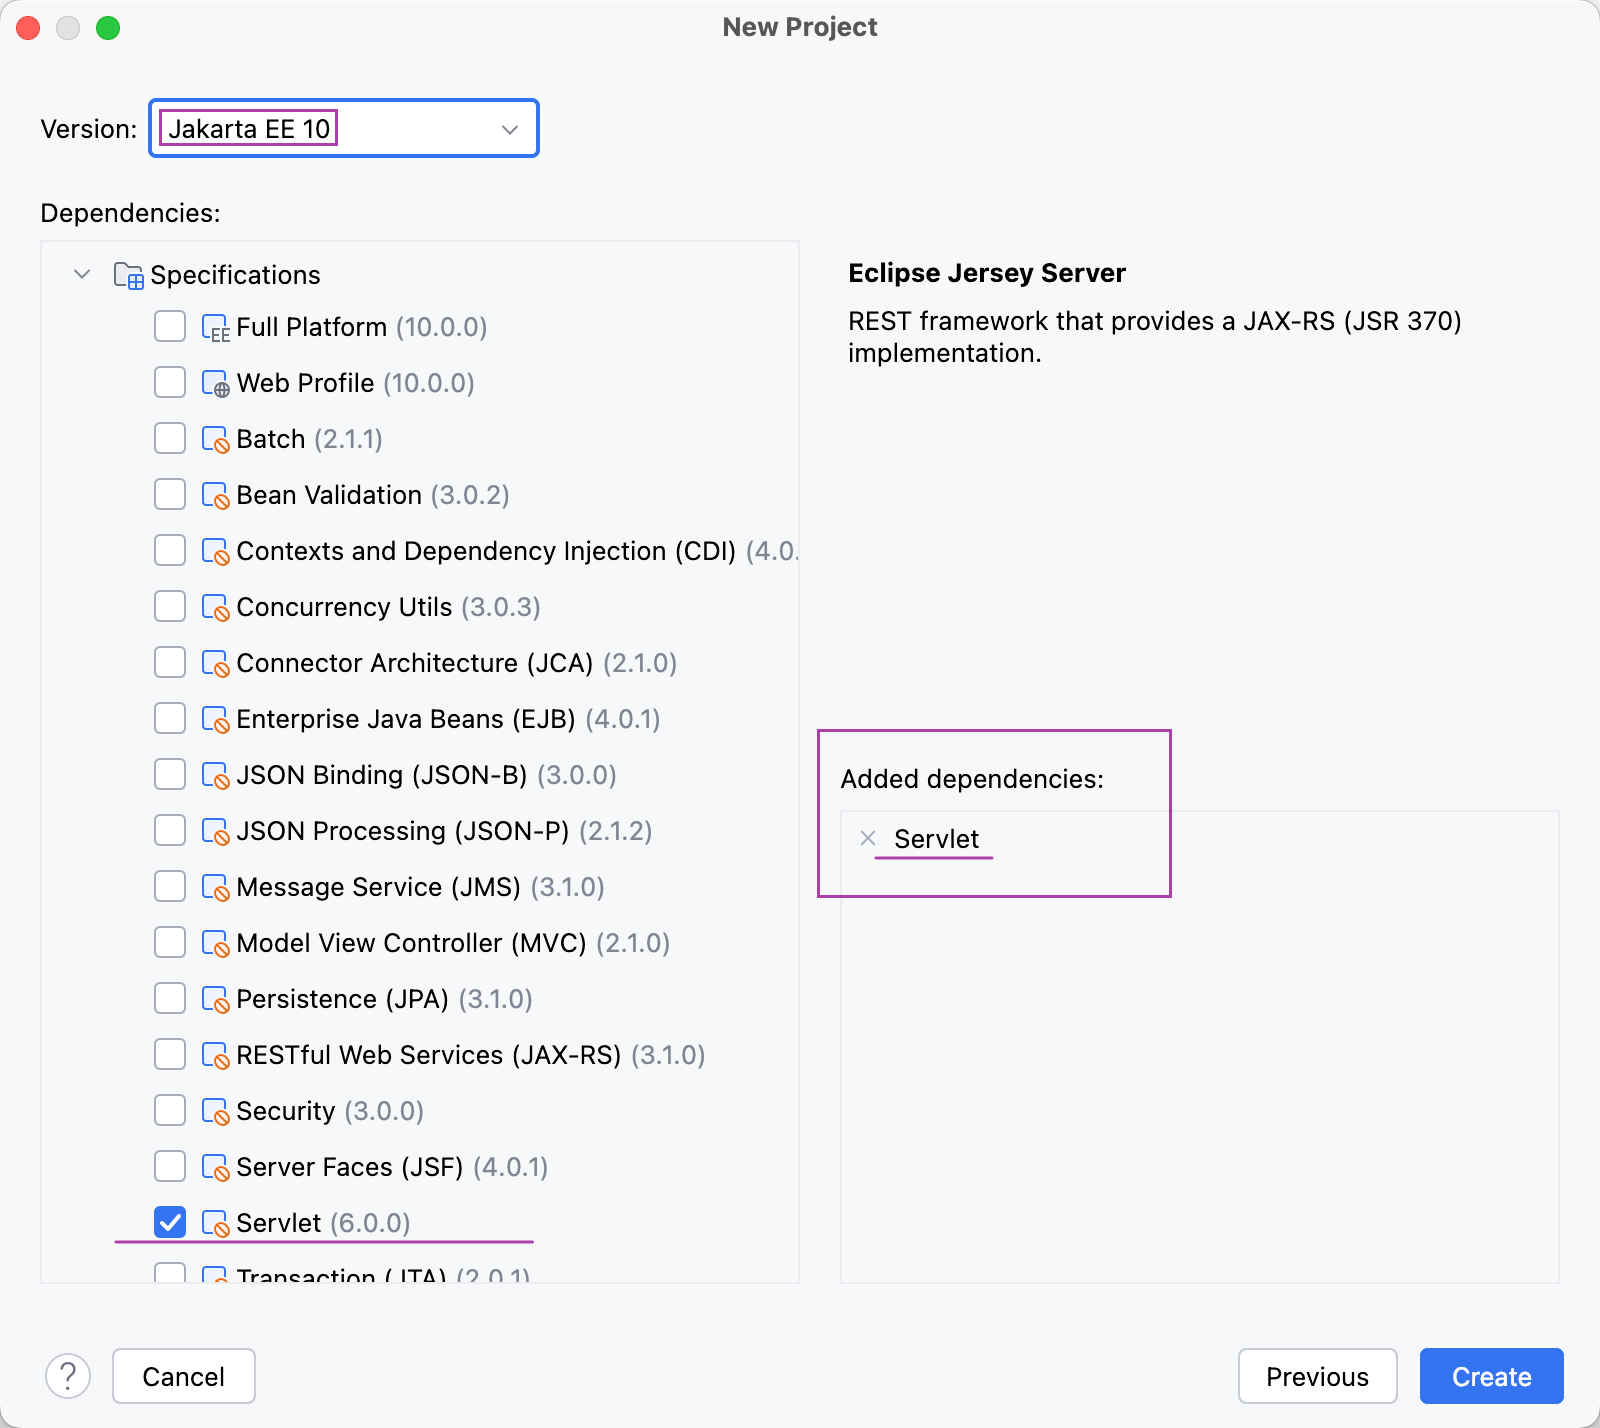 New Project
Version: Jakarta EE 10
Dependencies:
Specifications
Full Platform (10.0.0)
Web Profile (10.0.0)
Batch (2.1.1)
Bean Validation (3.0.2)
Contexts and Dependency Injection (CDI) (4.0.
Concurrency Utils (3.0.3)
Connector Architecture (JCA) (2.1.0)
Enterprise Java Beans (EJB) (4.0.1)
JSON Binding (JSON-B) (3.0.0)
JSON Processing (JSON-P) (2.1.2)
Message Service (JMS) (3.1.0)
Model View Controller (MVC) (2.1.0)
Persistence (JPA) (3.1.0)
RESTful Web Services (JAX-RS) (3.1.0)
Security (3.0.0)
Server Faces (JSF) (4.0.1)
Servlet (6.0.0)
Transaction (JTA) (2.0.1)
Eclipse Jersey Server
REST framework that provides a JAX-RS (JSR 370)
implementation.
Added dependencies:
Servlet
? Cancel Previous Create